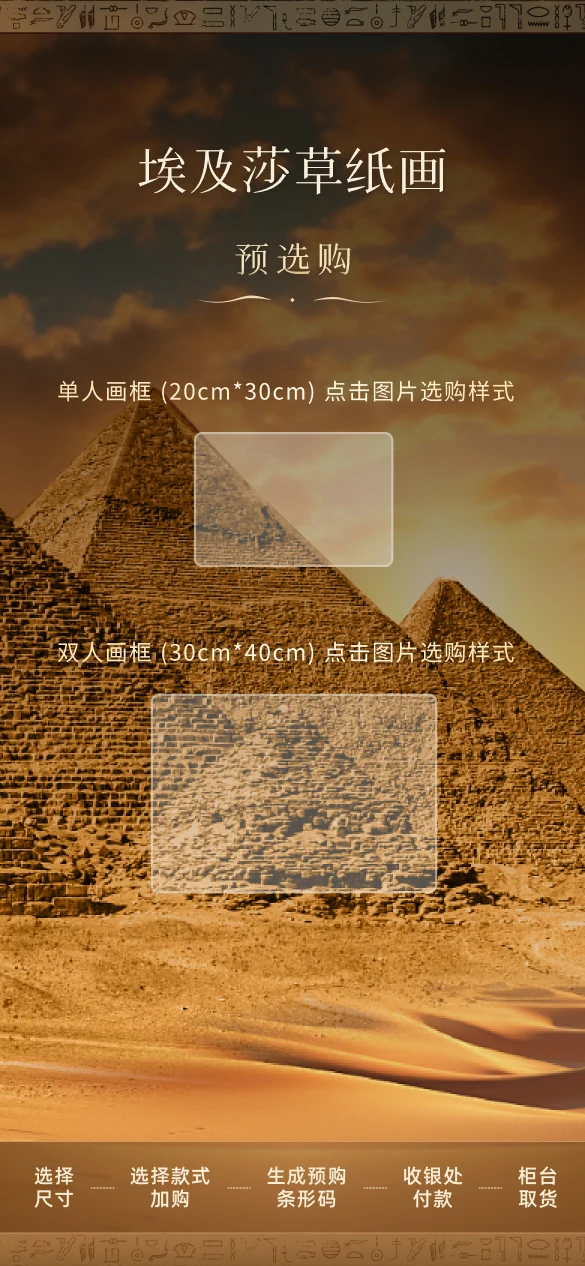 埃及莎草纸画
预选购
单人画框 (20cm*30cm) 点击图片选购样式
双人画框 (30cm*40cm) 点击图片选购样式
选择
尺寸
选择款式
加购
生成预购
条形码
收银处
付款
柜台
取货